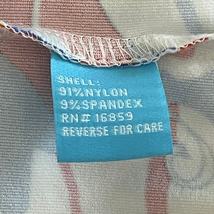 SHELL:
91% NYLON
9% SPANDEX
RN# 16859
REVERSE FOR CARE